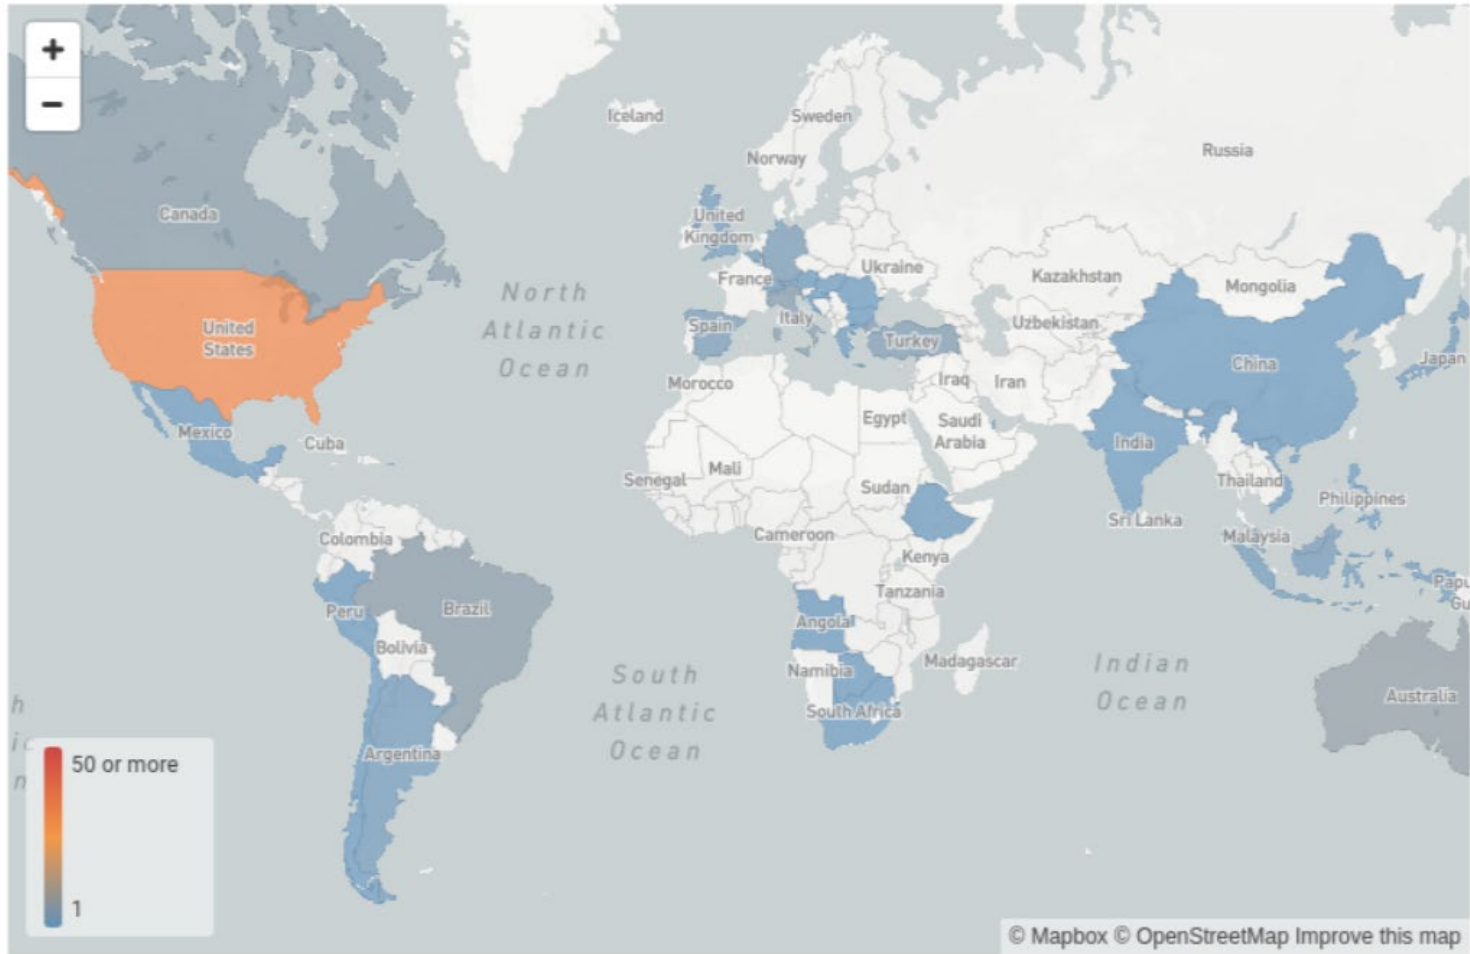 +
−
Iceland
Sweden
Norway
Russia
Canada
United
Kingdom
North
Atlantic
Ocean
France
Ukraine
Kazakhstan
Mongolia
United
States
Spain
Italy
Turkey
Uzbekistan
China
Japan
Morocco
Iraq
Iran
Mexico
Cuba
Egypt
Saudi
Arabia
India
Senegal
Mali
Sudan
Thailand
Philippines
Sri Lanka
Colombia
Cameroon
Kenya
Malaysia
Tanzania
Papu
Gu
Peru
Brazil
Angola
Bolivia
Namibia
Madagascar
South
Atlantic
Ocean
Indian
Ocean
Australia
South Africa
Argentina
h
ic
n
50 or more
1
© Mapbox © OpenStreetMap Improve this map